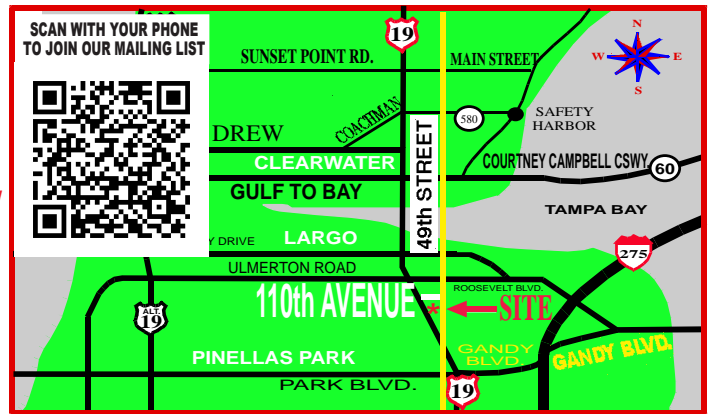 SCAN WITH YOUR PHONE
TO JOIN OUR MAILING LIST
19
N
W
E
S
SUNSET POINT RD.
MAIN STREET
COACHMAN
580
SAFETY
HARBOR
DREW
CLEARWATER
COURTNEY CAMPBELL CSWY.
60
GULF TO BAY
49th STREET
TAMPA BAY
Y DRIVE
LARGO
275
ULMERTON ROAD
ROOSEVELT BLVD.
110th AVENUE
* SITE
ALT.
19
GANDY
BLVD.
GANDY BLVD.
PINELLAS PARK
PARK BLVD.
19